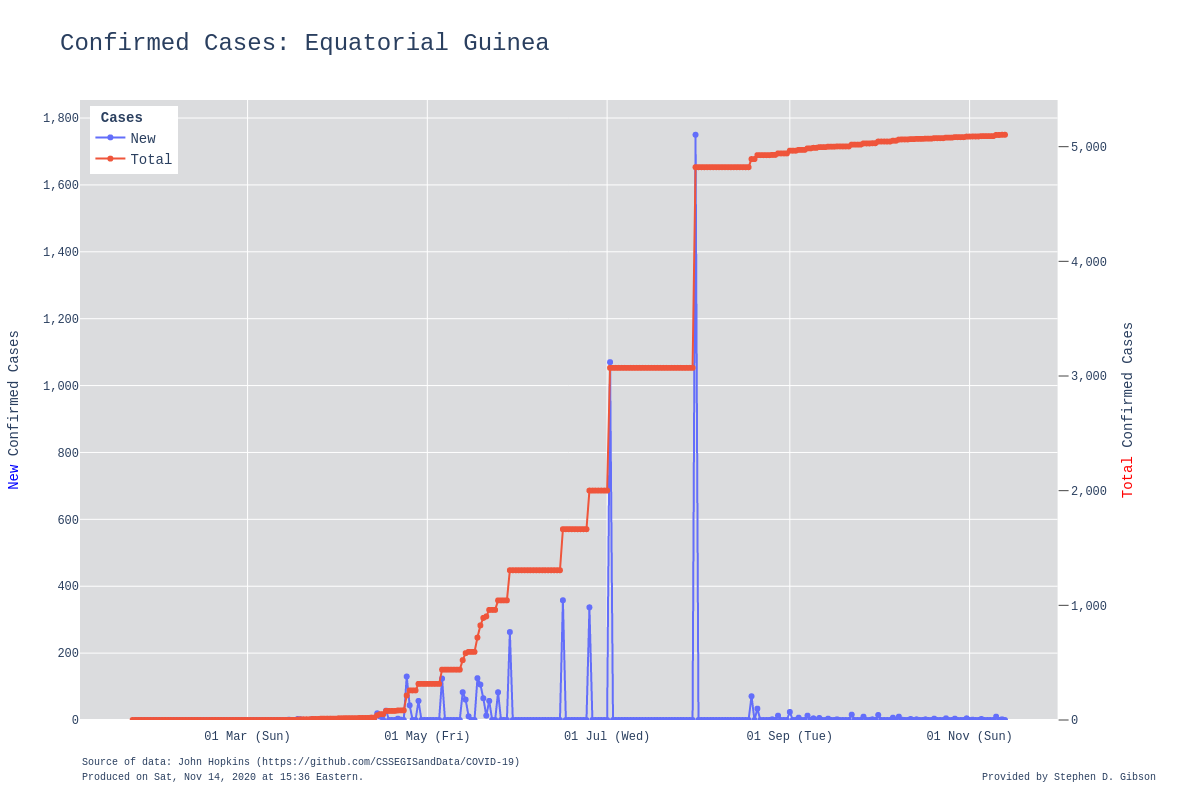 Confirmed Cases: Equatorial Guinea
Cases
New
Total
1,800
1,600
1,400
1,200
1,000
800
600
400
200
0
5,000
4,000
3,000
2,000
1,000
0
New Confirmed Cases
Total Confirmed Cases
01 Mar (Sun)
01 May (Fri)
01 Jul (Wed)
01 Sep (Tue)
01 Nov (Sun)
Source of data: John Hopkins (https://github.com/CSSEGISandData/COVID-19)
Produced on Sat, Nov 14, 2020 at 15:36 Eastern.
Provided by Stephen D. Gibson